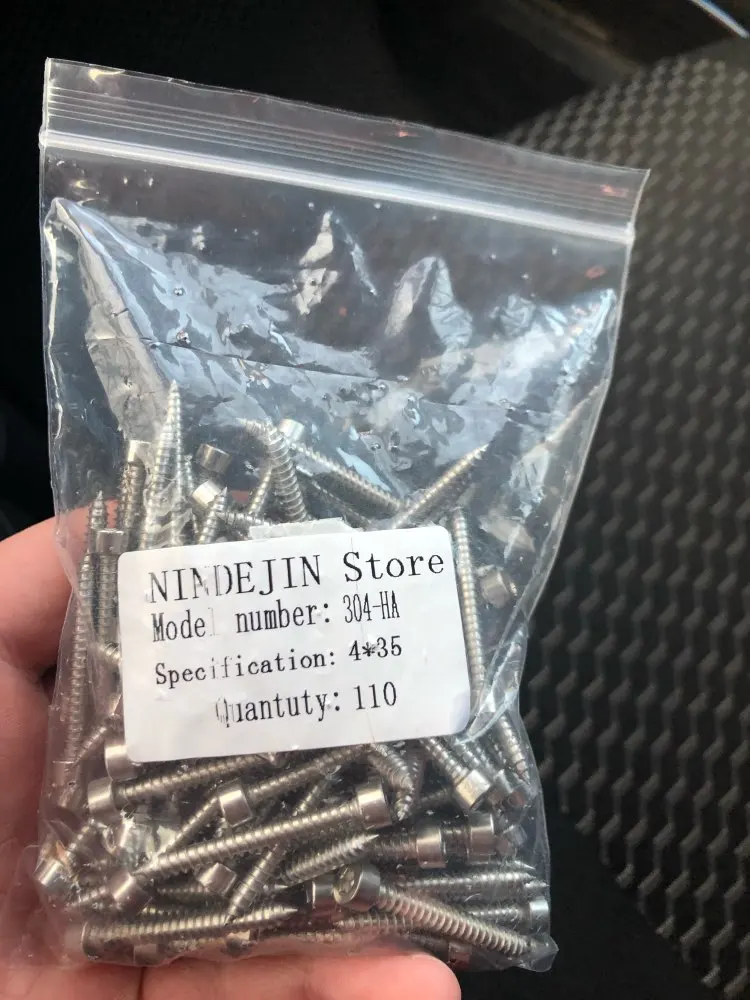 NINDEJIN Store
Model number: 304-HA
Specification: 4*35
Quantuty: 110